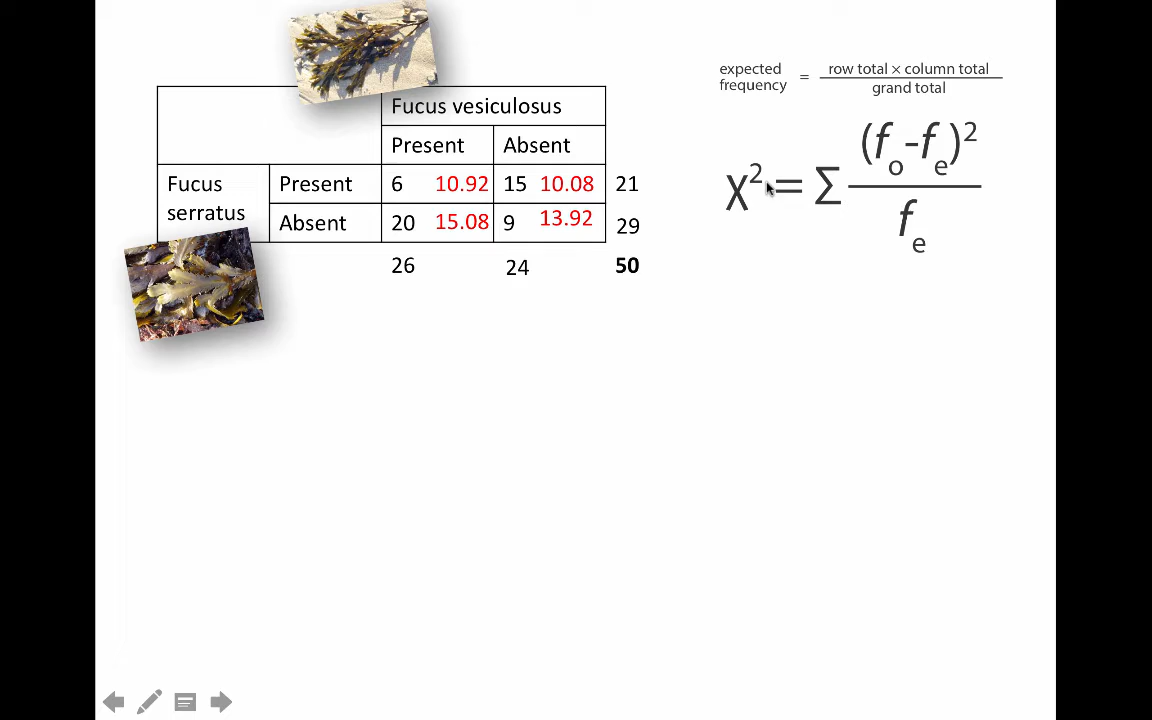 Fucus vesiculosus
Present Absent
Fucus serratus
Present 6 10.92 15 10.08 21
Absent 20 15.08 9 13.92 29
26 24 50
expected frequency = row total × column total / grand total
χ² = Σ (fₒ-fₑ)² / fₑ